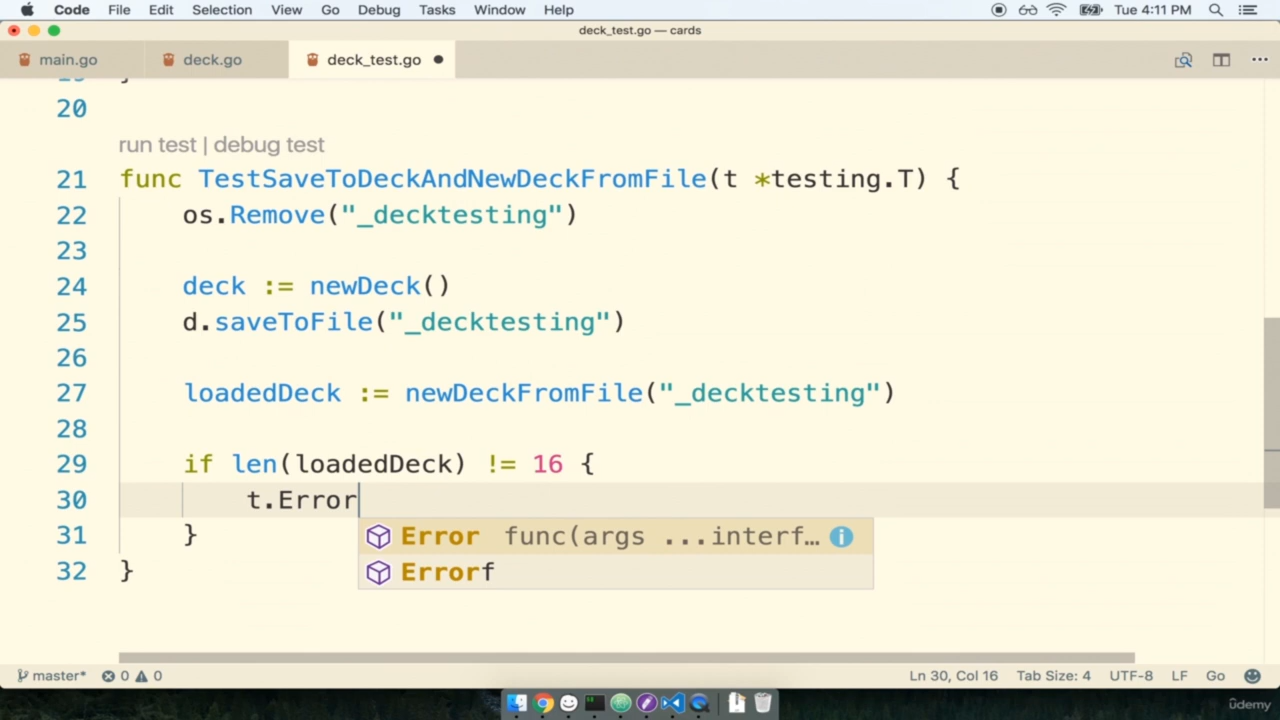 Code File Edit Selection View Go Debug Tasks Window Help Tue 4:11 PM
deck_test.go — cards
main.go deck.go deck_test.go
20
run test | debug test
21 func TestSaveToDeckAndNewDeckFromFile(t *testing.T) {
22 os.Remove("_decktesting")
23
24 deck := newDeck()
25 d.saveToFile("_decktesting")
26
27 loadedDeck := newDeckFromFile("_decktesting")
28
29 if len(loadedDeck) != 16 {
30 t.Error
31 }
Error func(args ...interf…
32 }
Errorf
master* 0 0 Ln 30, Col 16 Tab Size: 4 UTF-8 LF Go
ûdemy